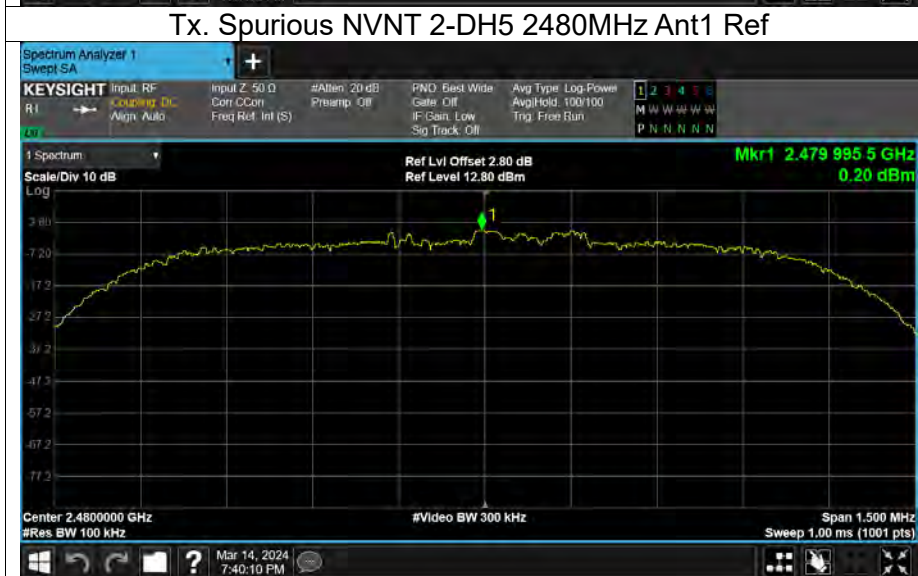 Tx. Spurious NVNT 2-DH5 2480MHz Ant1 Ref
Spectrum Analyzer 1
Swept SA
+
KEYSIGHT Input: RF Input Z: 50 Ω #Atten: 20 dB PNO: Best Wide Avg Type: Log-Power 1 2 3 4 5 6
Coupling: DC Corr CCorr Preamp: Off Gate: Off Avg|Hold: 100/100 M W W W W W
Align: Auto Freq Ref: Int (S) IF Gain: Low Trig: Free Run
Sig Track: Off P N N N N N
1 Spectrum
Scale/Div 10 dB
Ref Lvl Offset 2.80 dB
Ref Level 12.80 dBm
Mkr1 2.479 995 5 GHz
0.20 dBm
Log
1
2.80
-7.20
-17.2
-27.2
-37.2
-47.2
-57.2
-67.2
-77.2
Center 2.4800000 GHz #Video BW 300 kHz Span 1.500 MHz
#Res BW 100 kHz Sweep 1.00 ms (1001 pts)
? Mar 14, 2024
7:40:10 PM